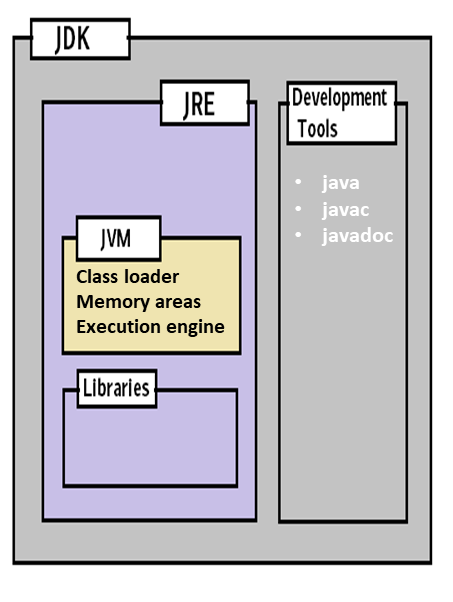 JDK
JRE
JVM
Class loader
Memory areas
Execution engine
Libraries
Development
Tools
• java
• javac
• javadoc